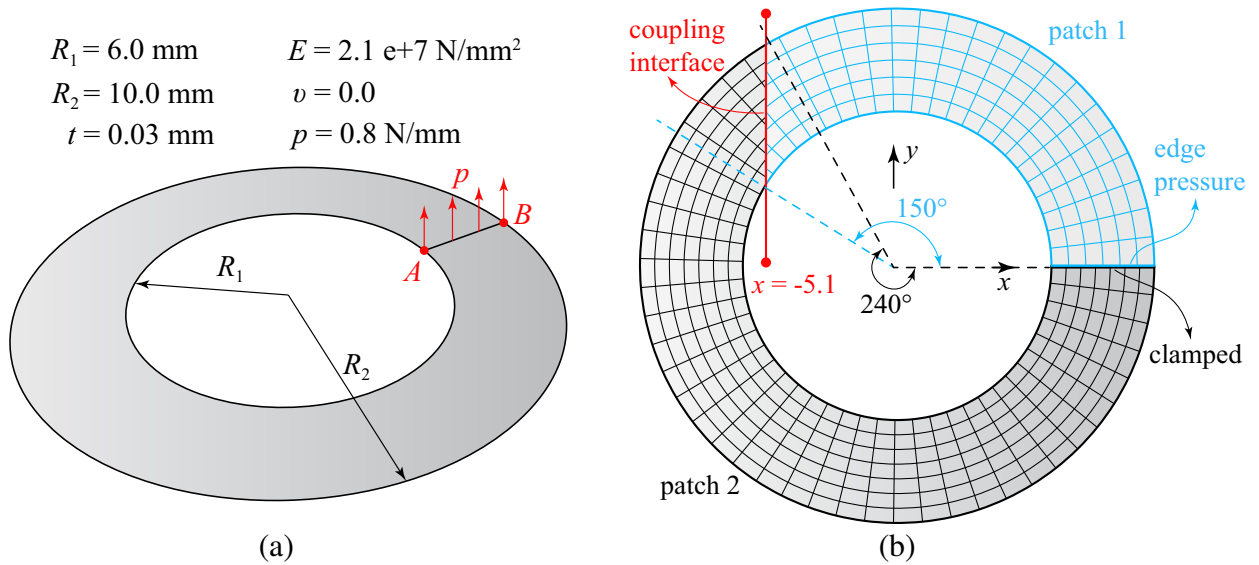 R₁ = 6.0 mm
E = 2.1 e+7 N/mm²
R₂ = 10.0 mm
υ = 0.0
t = 0.03 mm
p = 0.8 N/mm
p
B
A
R₁
R₂
(a)
coupling
interface
patch 1
y
edge
pressure
150°
x
x = -5.1
240°
clamped
patch 2
(b)